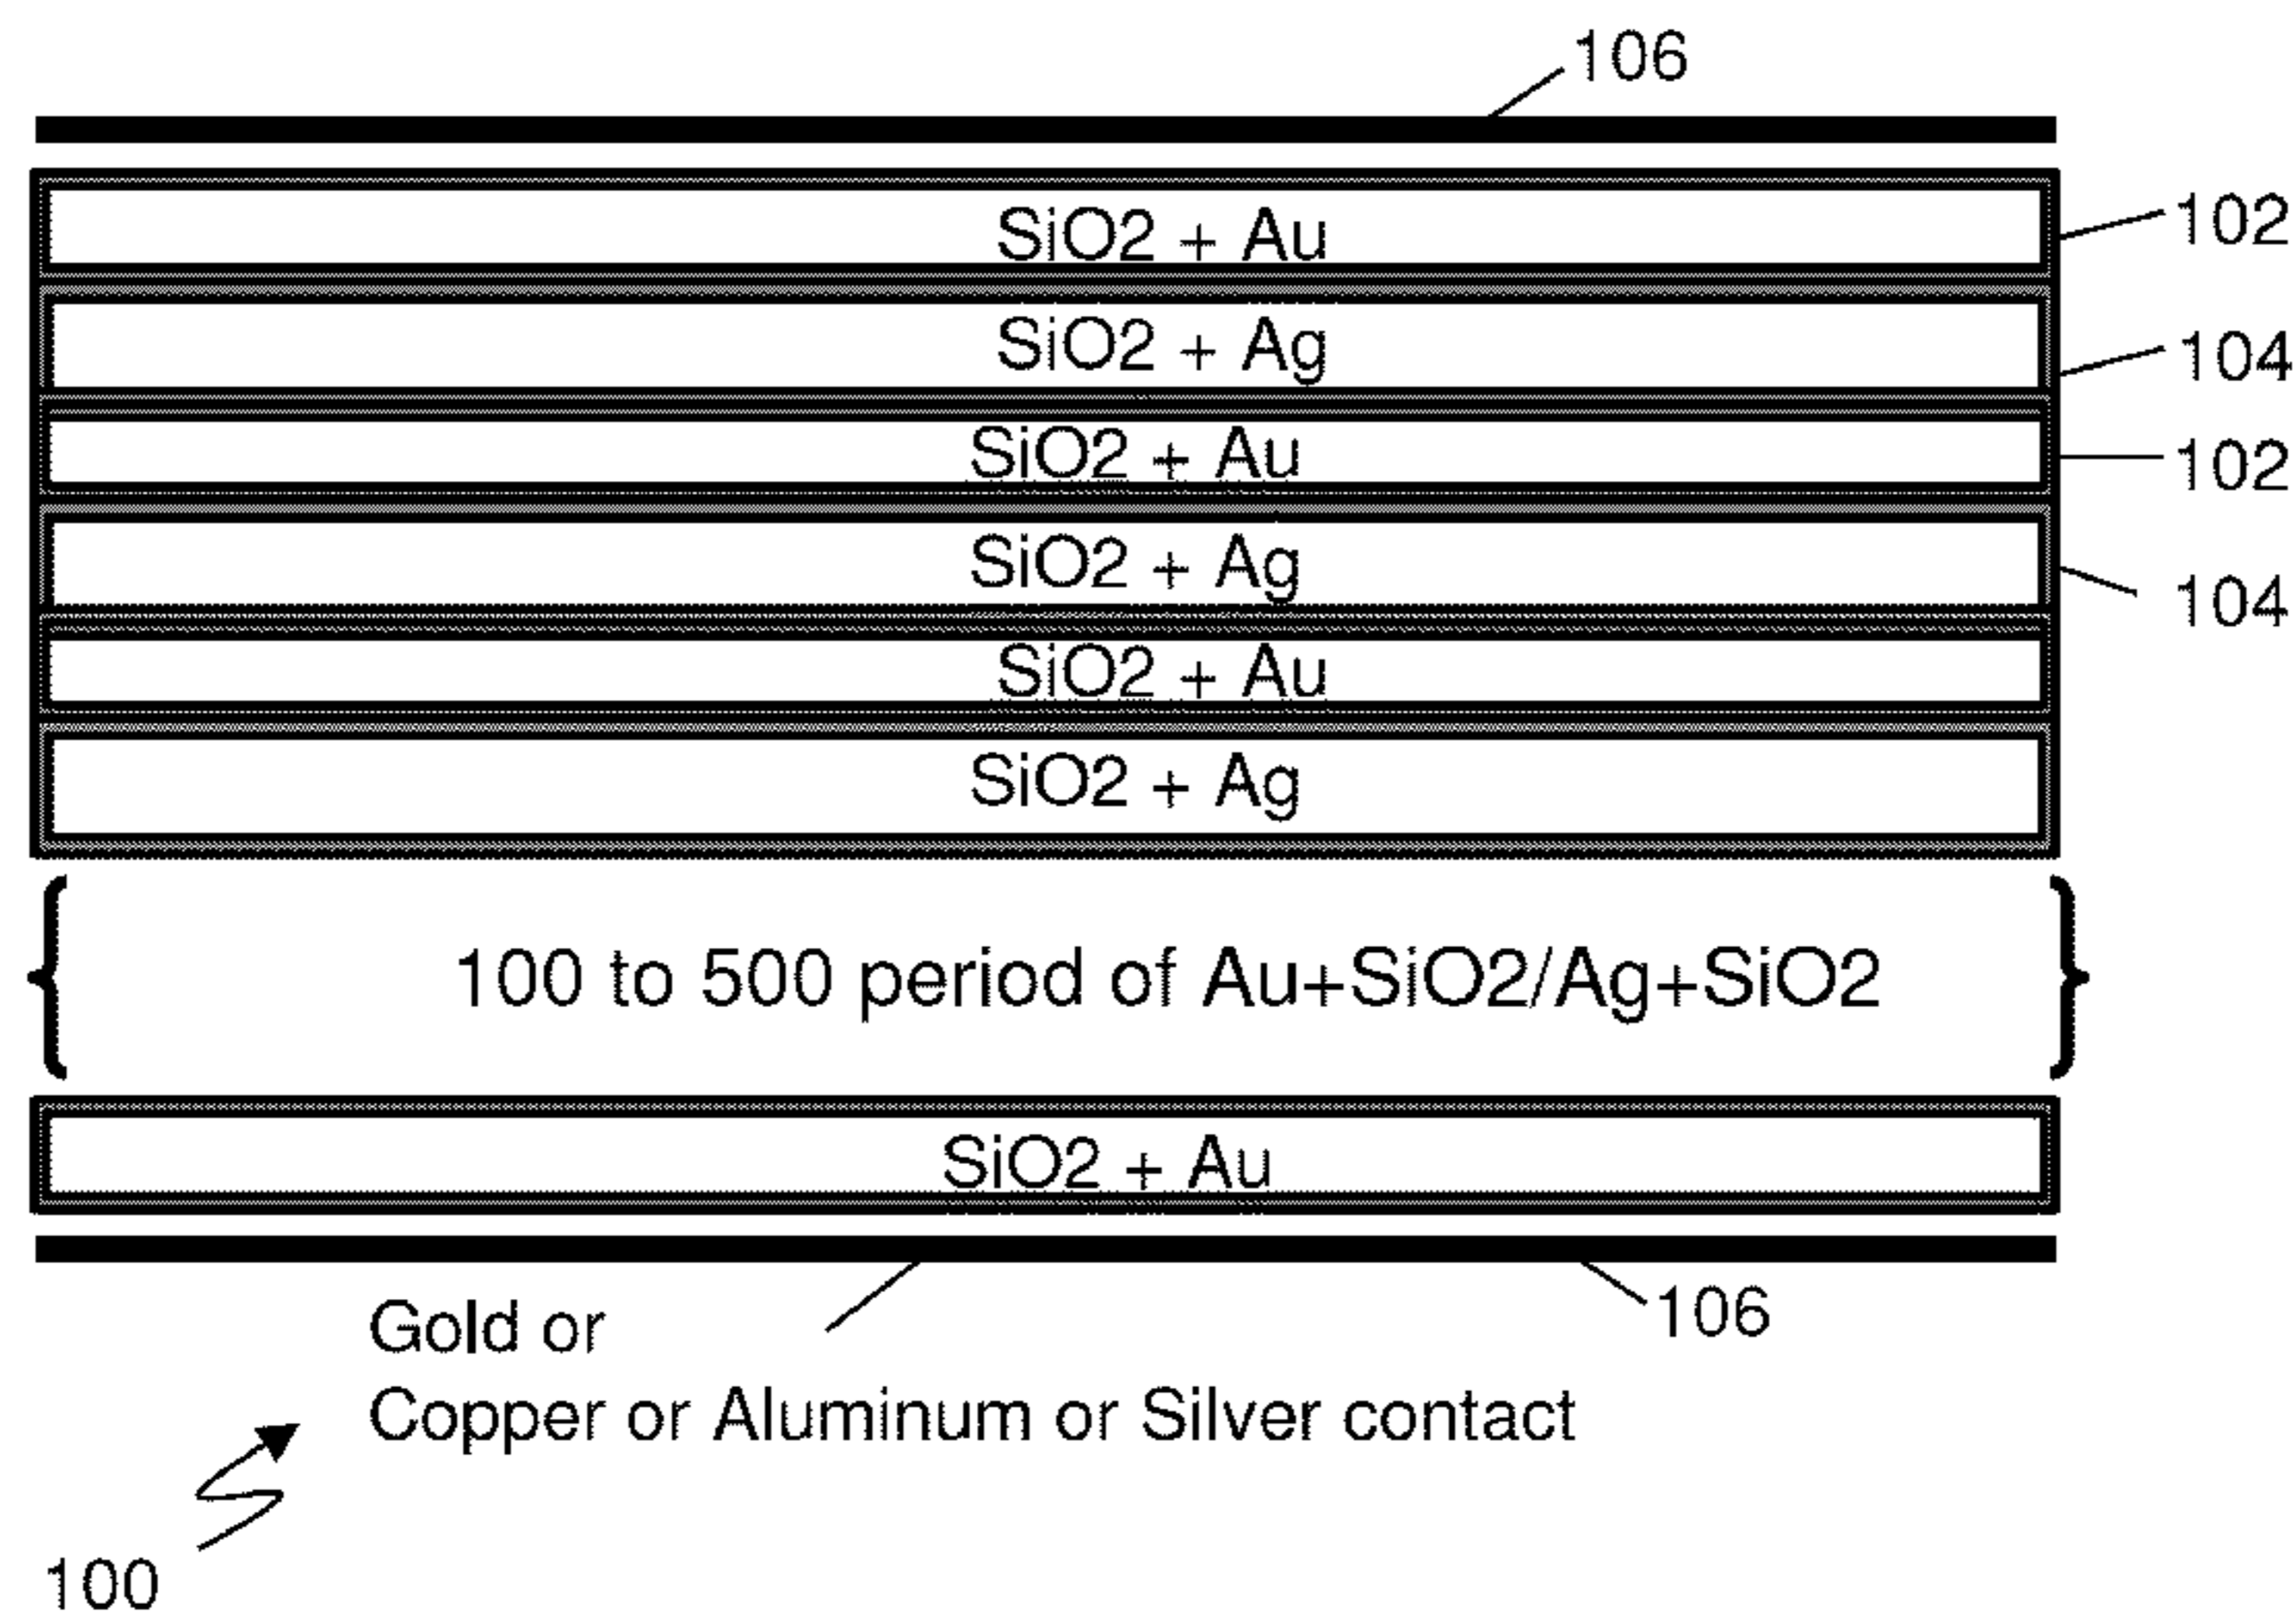 106
SiO2 + Au
102
SiO2 + Ag
104
SiO2 + Au
102
SiO2 + Ag
104
SiO2 + Au
SiO2 + Ag
100 to 500 period of Au+SiO2/Ag+SiO2
SiO2 + Au
106
Gold or
Copper or Aluminum or Silver contact
100